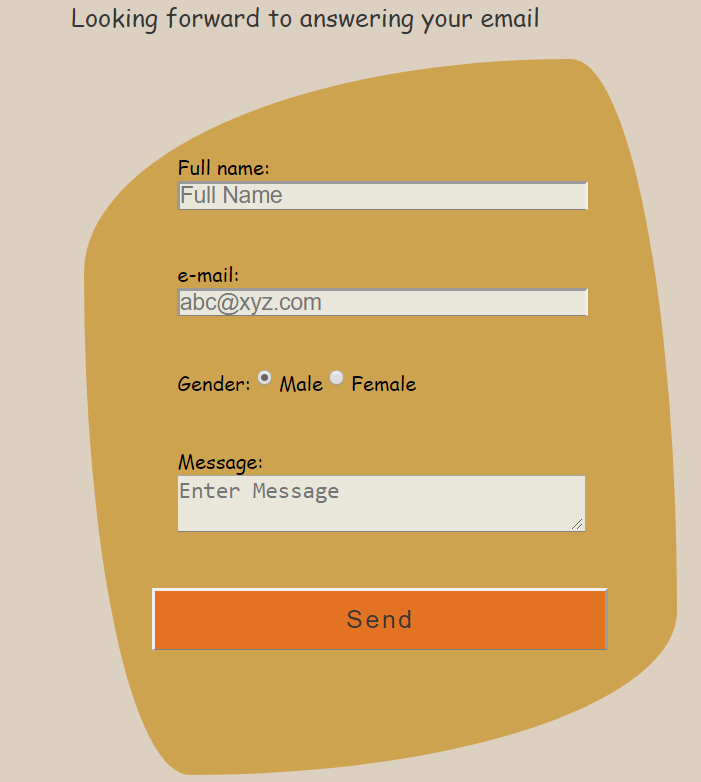 Looking forward to answering your email
Full name:
Full Name
e-mail:
abc@xyz.com
Gender: Male Female
Message:
Enter Message
Send